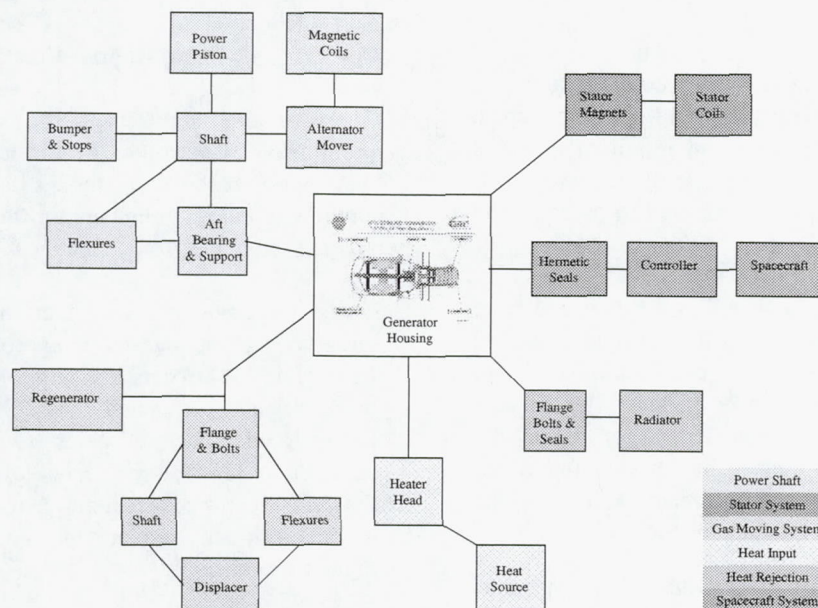 Power
Piston
Magnetic
Coils
Bumper
& Stops
Shaft
Alternator
Mover
Stator
Magnets
Stator
Coils
Flexures
Aft
Bearing
& Support
Generator
Housing
Hermetic
Seals
Controller
Spacecraft
Regenerator
Flange
& Bolts
Flange
Bolts &
Seals
Radiator
Shaft
Flexures
Displacer
Heater
Head
Heat
Source
Power Shaft
Stator System
Gas Moving System
Heat Input
Heat Rejection
Spacecraft System